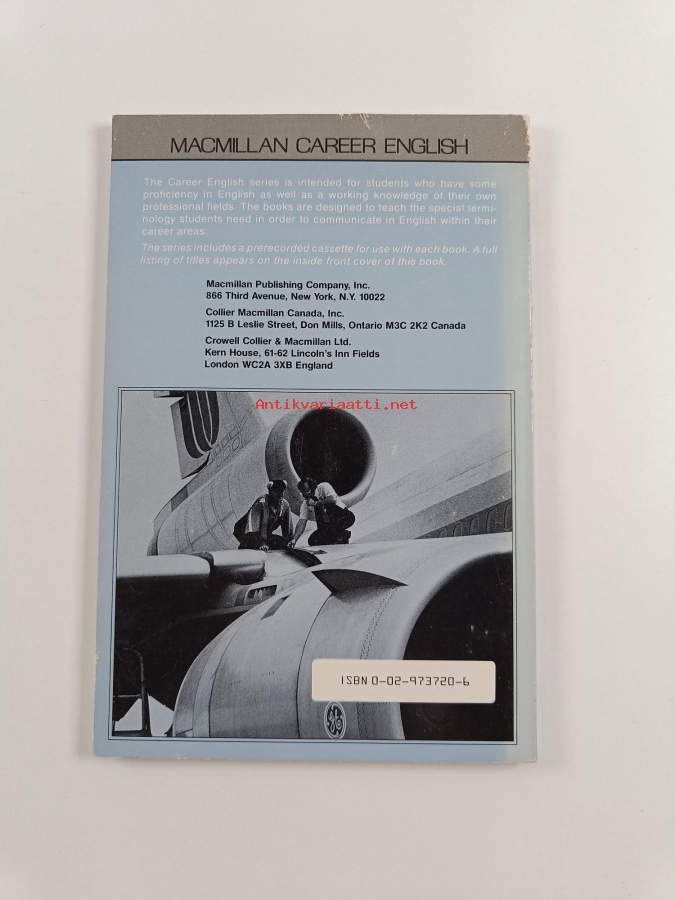 MACMILLAN CAREER ENGLISH
The Career English series is intended for students who have some
proficiency in English as well as a working knowledge of their own
professional fields. The books are designed to teach the special termi-
nology students need in order to communicate in English within their
career areas.
The series includes a prerecorded cassette for use with each book. A full
listing of titles appears on the inside front cover of this book.
Macmillan Publishing Company, Inc.
866 Third Avenue, New York, N.Y. 10022
Collier Macmillan Canada, Inc.
1125 B Leslie Street, Don Mills, Ontario M3C 2K2 Canada
Crowell Collier & Macmillan Ltd.
Kern House, 61-62 Lincoln's Inn Fields
London WC2A 3XB England
Antikvariaatti.net
ISBN 0-02-973720-6